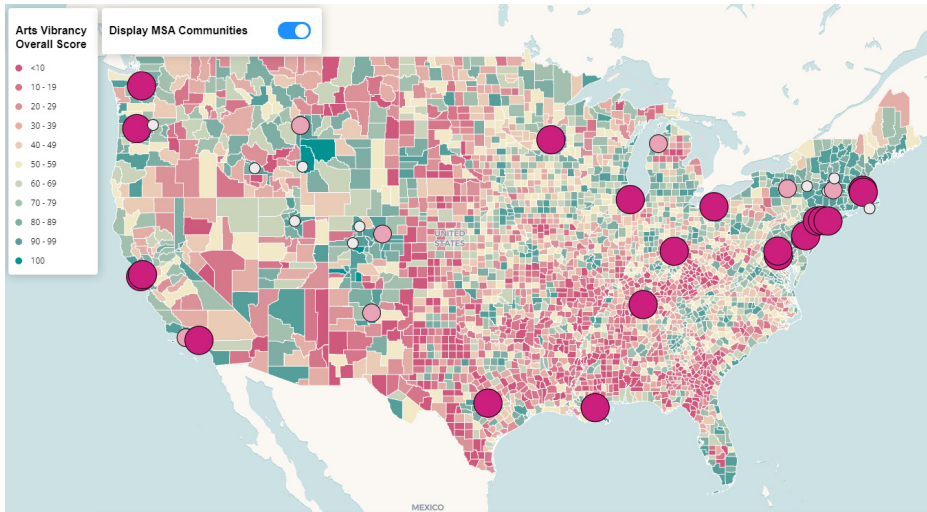 Arts Vibrancy
Overall Score
<10
10 - 19
20 - 29
30 - 39
40 - 49
50 - 59
60 - 69
70 - 79
80 - 89
90 - 99
100
Display MSA Communities
UNITED
STATES
MEXICO